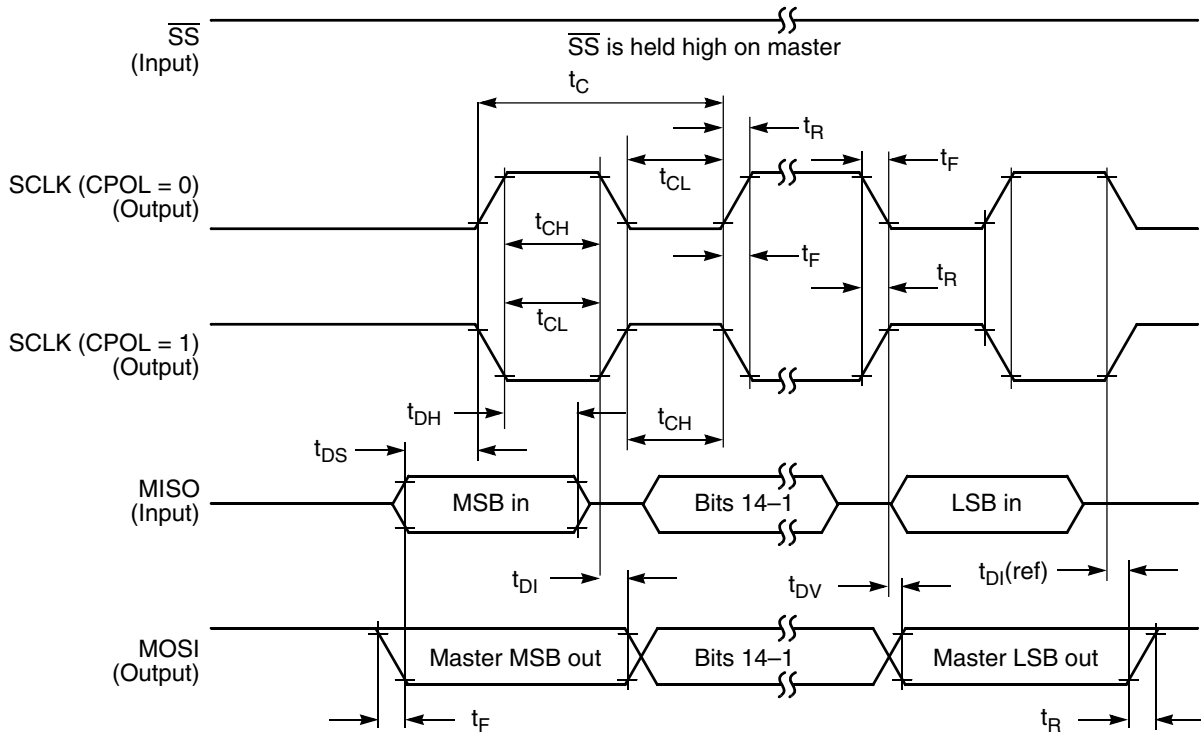 SS
(Input)
SS is held high on master
tC
tR
tF
SCLK (CPOL = 0)
(Output)
tCL
tCH
tF
tR
tCL
SCLK (CPOL = 1)
(Output)
tDH
tCH
tDS
MISO
(Input)
MSB in
Bits 14–1
LSB in
tDI
tDV
tDI(ref)
MOSI
(Output)
Master MSB out
Bits 14–1
Master LSB out
tF
tR